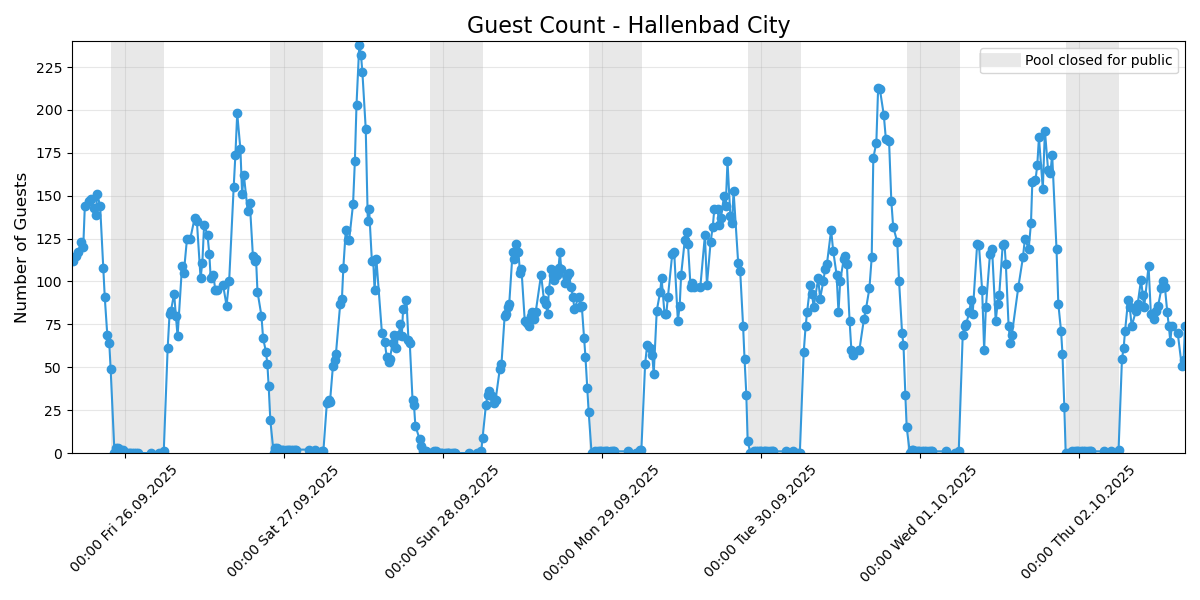 Guest Count - Hallenbad City
Pool closed for public
Number of Guests
225
200
175
150
125
100
75
50
25
0
00:00 Fri 26.09.2025
00:00 Sat 27.09.2025
00:00 Sun 28.09.2025
00:00 Mon 29.09.2025
00:00 Tue 30.09.2025
00:00 Wed 01.10.2025
00:00 Thu 02.10.2025